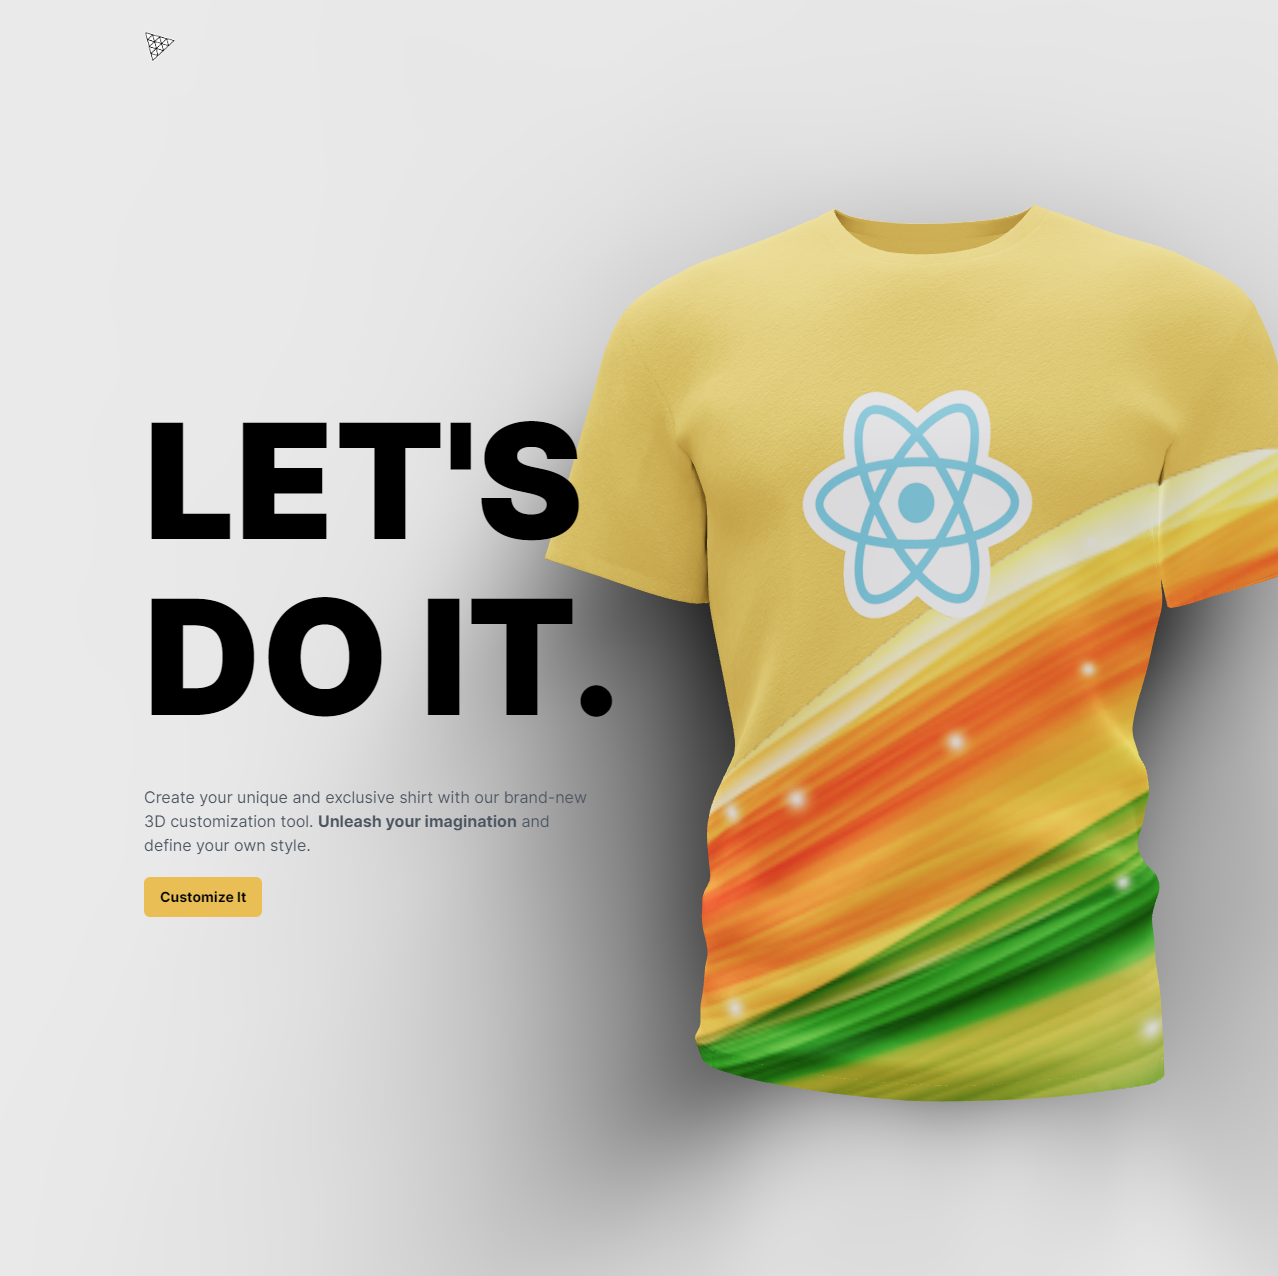 LET'S
DO IT.
Create your unique and exclusive shirt with our brand-new
3D customization tool. Unleash your imagination and
define your own style.
Customize It